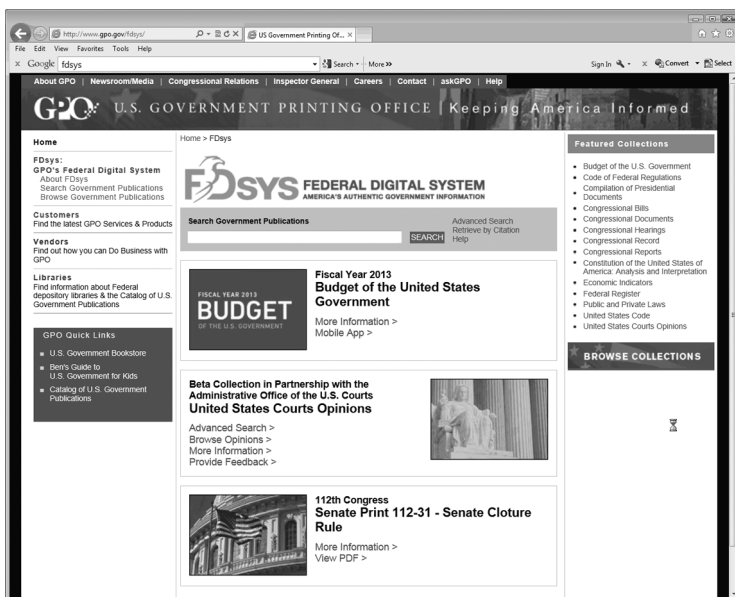 http://www.gpo.gov/fdsys/
US Government Printing Of...
File Edit View Favorites Tools Help
x Google fdsys Search More >> Sign In x Convert Select
About GPO | Newsroom/Media | Congressional Relations | Inspector General | Careers | Contact | askGPO | Help
GPO U.S. GOVERNMENT PRINTING OFFICE | Keeping America Informed
Home
FDsys:
GPO's Federal Digital System
About FDsys
Search Government Publications
Browse Government Publications
Customers
Find the latest GPO Services & Products
Vendors
Find out how you can Do Business with
GPO
Libraries
Find information about Federal
depository libraries & the Catalog of U.S.
Government Publications
GPO Quick Links
U.S. Government Bookstore
Ben's Guide to
U.S. Government for Kids
Catalog of U.S. Government
Publications
Home > FDsys
FDSYS FEDERAL DIGITAL SYSTEM
AMERICA'S AUTHENTIC GOVERNMENT INFORMATION
Search Government Publications
SEARCH
Advanced Search
Retrieve by Citation
Help
FISCAL YEAR 2013
BUDGET
OF THE U.S. GOVERNMENT
Fiscal Year 2013
Budget of the United States
Government
More Information >
Mobile App >
Beta Collection in Partnership with the
Administrative Office of the U.S. Courts
United States Courts Opinions
Advanced Search >
Browse Opinions >
More Information >
Provide Feedback >
112th Congress
Senate Print 112-31 - Senate Cloture
Rule
More Information >
View PDF >
Featured Collections
Budget of the U.S. Government
Code of Federal Regulations
Compilation of Presidential
Documents
Congressional Bills
Congressional Documents
Congressional Hearings
Congressional Record
Congressional Reports
Constitution of the United States of
America: Analysis and Interpretation
Economic Indicators
Federal Register
Public and Private Laws
United States Code
United States Courts Opinions
BROWSE COLLECTIONS